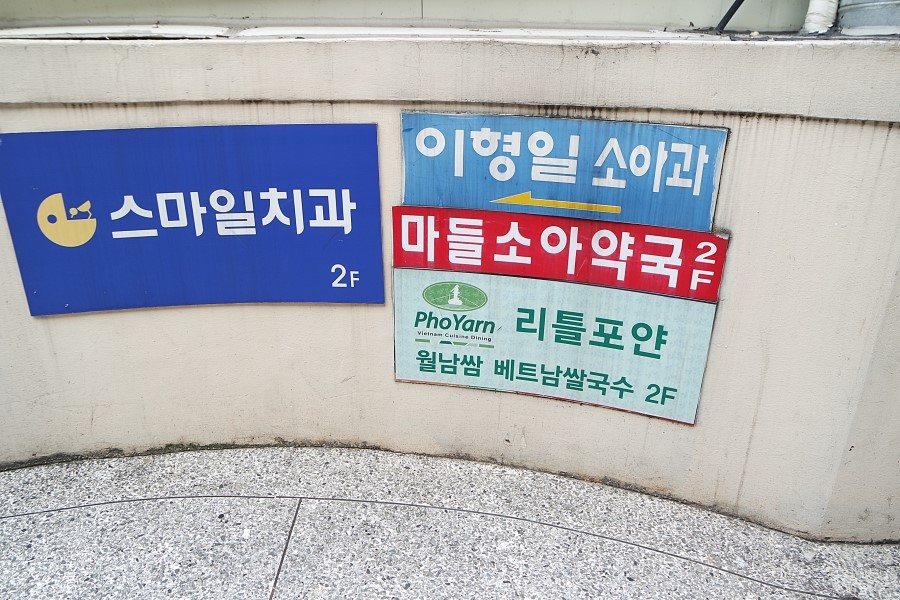 스마일치과
2F
이형일 소아과
마들소아약국 2F
PhoYarn
Vietnam Cuisine Dining
리틀포얀
월남쌈 베트남쌀국수 2F